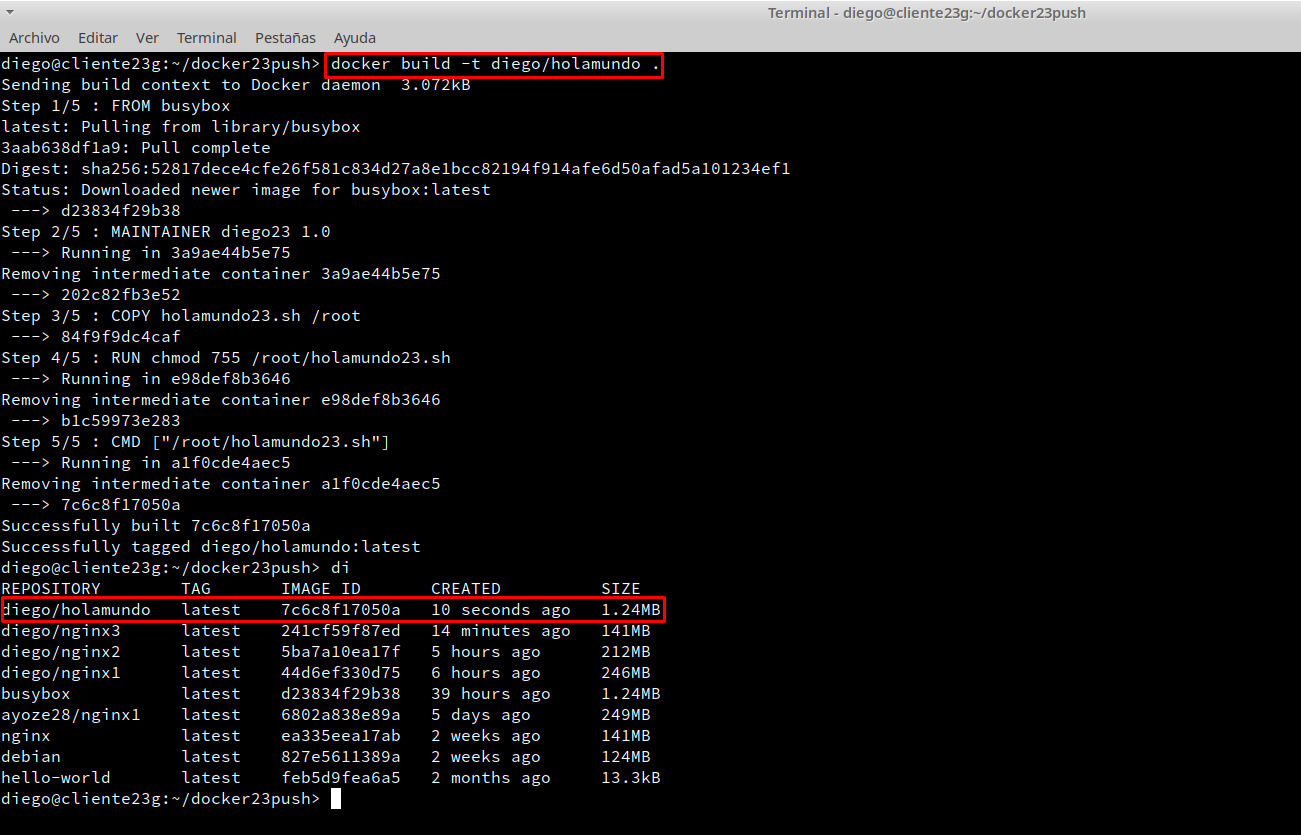 Terminal - diego@cliente23g:~/docker23push
Archivo Editar Ver Terminal Pestañas Ayuda
diego@cliente23g:~/docker23push> docker build -t diego/holamundo .
Sending build context to Docker daemon  3.072kB
Step 1/5 : FROM busybox
latest: Pulling from library/busybox
3aab638df1a9: Pull complete
Digest: sha256:52817dece4cfe26f581c834d27a8e1bcc82194f914afe6d50afad5a101234ef1
Status: Downloaded newer image for busybox:latest
 ---> d23834f29b38
Step 2/5 : MAINTAINER diego23 1.0
 ---> Running in 3a9ae44b5e75
Removing intermediate container 3a9ae44b5e75
 ---> 202c82fb3e52
Step 3/5 : COPY holamundo23.sh /root
 ---> 84f9f9dc4caf
Step 4/5 : RUN chmod 755 /root/holamundo23.sh
 ---> Running in e98def8b3646
Removing intermediate container e98def8b3646
 ---> b1c59973e283
Step 5/5 : CMD ["/root/holamundo23.sh"]
 ---> Running in a1f0cde4aec5
Removing intermediate container a1f0cde4aec5
 ---> 7c6c8f17050a
Successfully built 7c6c8f17050a
Successfully tagged diego/holamundo:latest
diego@cliente23g:~/docker23push> di
REPOSITORY        TAG       IMAGE ID       CREATED          SIZE
diego/holamundo   latest    7c6c8f17050a   10 seconds ago   1.24MB
diego/nginx3      latest    241cf59f87ed   14 minutes ago   141MB
diego/nginx2      latest    5ba7a10ea17f   5 hours ago      212MB
diego/nginx1      latest    44d6ef330d75   6 hours ago      246MB
busybox           latest    d23834f29b38   39 hours ago     1.24MB
ayoze28/nginx1    latest    6802a838e89a   5 days ago       249MB
nginx             latest    ea335eea17ab   2 weeks ago      141MB
debian            latest    827e5611389a   2 weeks ago      124MB
hello-world       latest    feb5d9fea6a5   2 months ago     13.3kB
diego@cliente23g:~/docker23push>